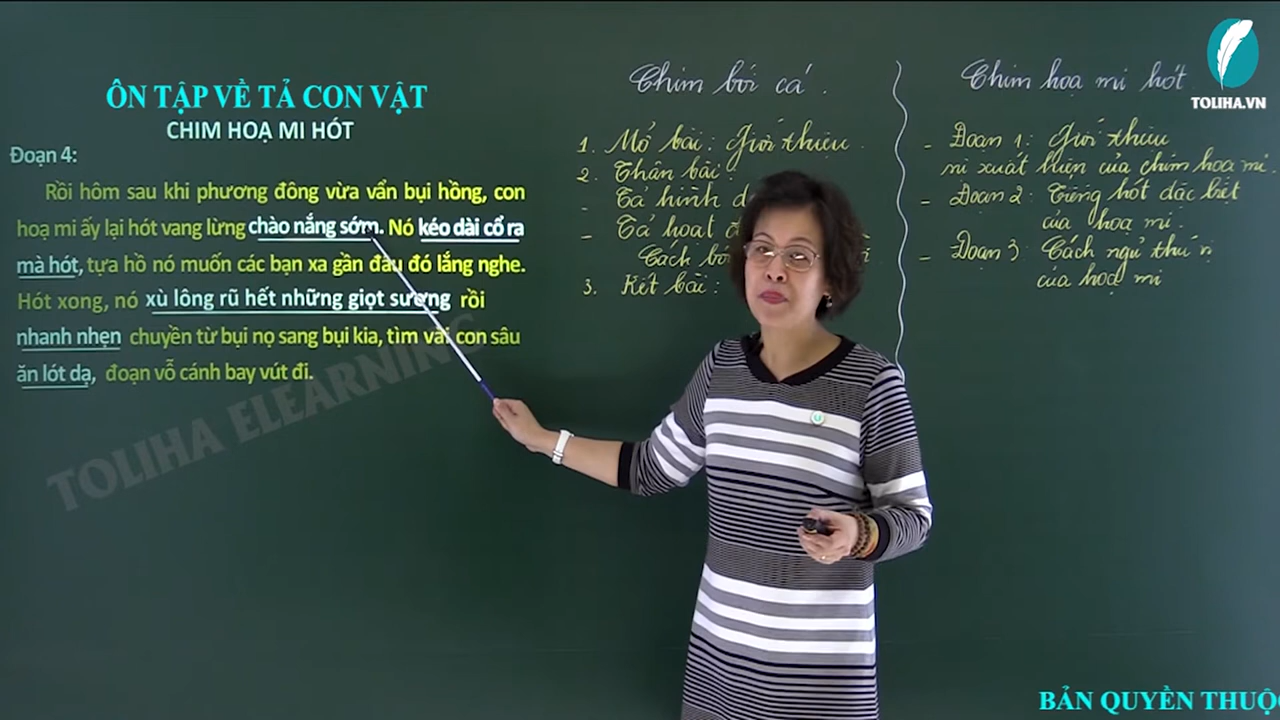 TOLIHA.VN
ÔN TẬP VỀ TẢ CON VẬT
CHIM HOẠ MI HÓT
Đoạn 4:
Rồi hôm sau khi phương đông vừa vẩn bụi hồng, con
hoạ mi ấy lại hót vang lừng chào nắng sớm. Nó kéo dài cổ ra
mà hót, tựa hồ nó muốn các bạn xa gần đâu đó lắng nghe.
Hót xong, nó xù lông rũ hết những giọt sương rồi
nhanh nhẹn chuyền từ bụi nọ sang bụi kia, tìm vài con sâu
ăn lót dạ, đoạn vỗ cánh bay vút đi.
TOLIHA ELEARNING
Chim bói cá.
1. Mở bài: Giới thiệu
2. Thân bài:
- Tả hình
- Tả hoạt
Cách
3. Kết bài:
Chim hoạ mi hót
- Đoạn 1: Giới thiệu
xuất hiện của chim hoạ mi.
- Đoạn 2: Tiếng hót đặc biệt
của hoạ mi.
- Đoạn 3: Cách ngủ thú vị
của hoạ mi
BẢN QUYỀN